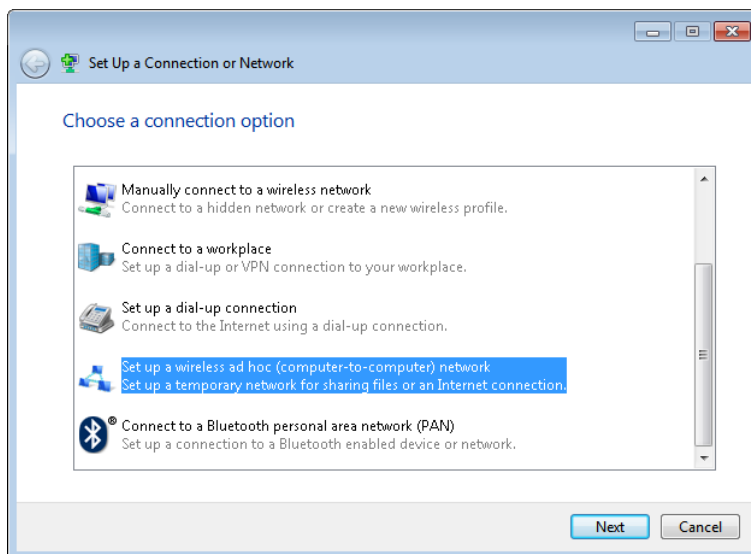 Set Up a Connection or Network
Choose a connection option
Manually connect to a wireless network
Connect to a hidden network or create a new wireless profile.
Connect to a workplace
Set up a dial-up or VPN connection to your workplace.
Set up a dial-up connection
Connect to the Internet using a dial-up connection.
Set up a wireless ad hoc (computer-to-computer) network
Set up a temporary network for sharing files or an Internet connection.
® Connect to a Bluetooth personal area network (PAN)
Set up a connection to a Bluetooth enabled device or network.
Next Cancel